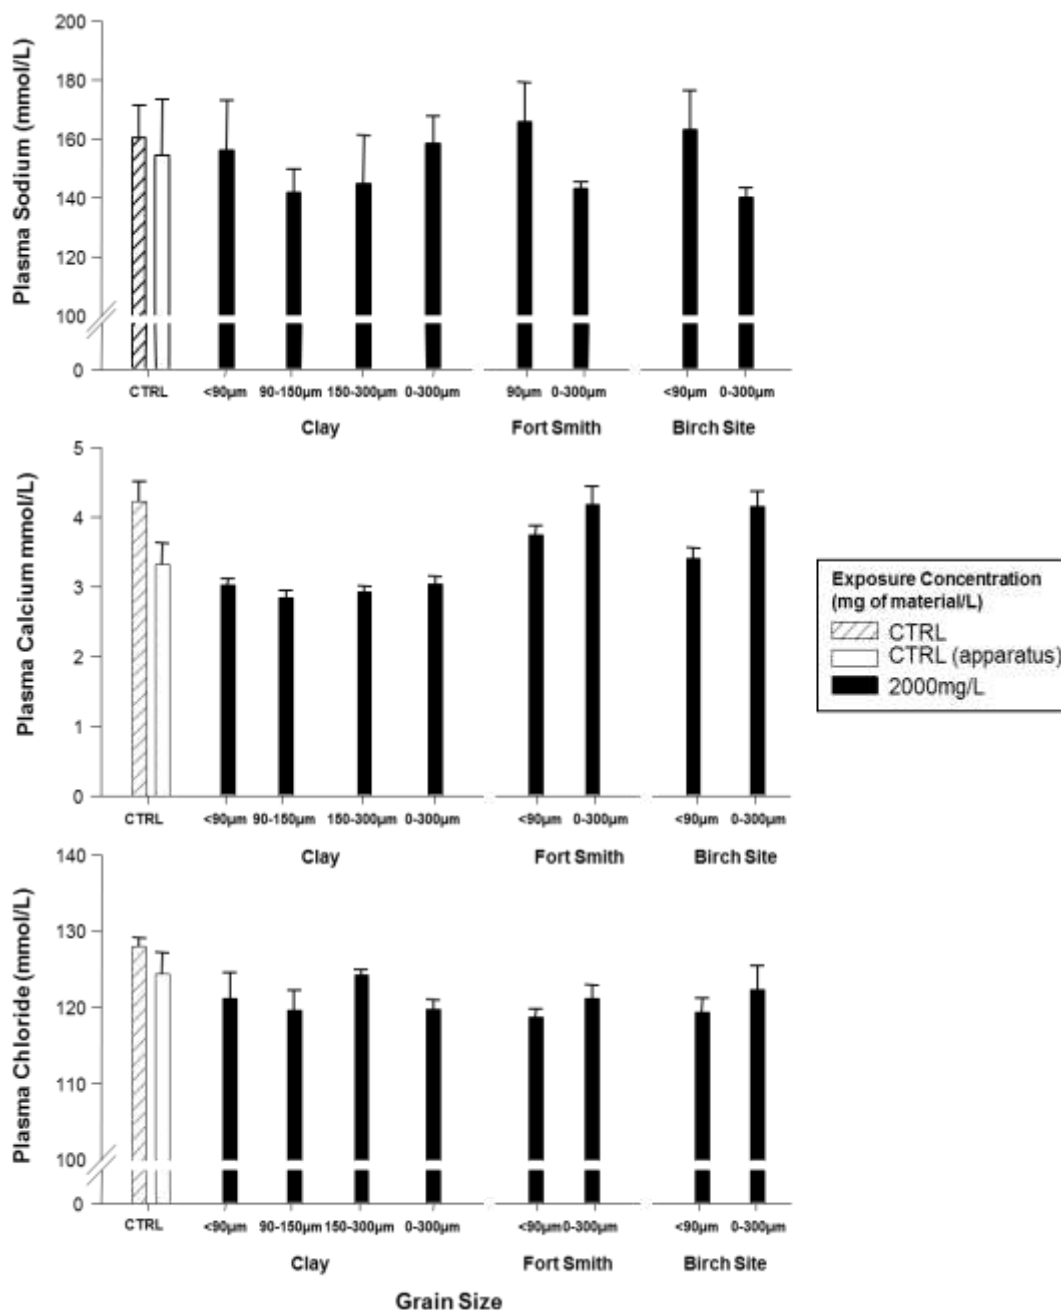 Plasma Sodium (mmol/L)
200
180
160
140
120
100
0
CTRL <90µm 90-150µm 150-300µm 0-300µm 90µm 0-300µm <90µm 0-300µm
Clay Fort Smith Birch Site
Plasma Calcium mmol/L)
5
4
3
2
1
0
CTRL <90µm 90-150µm 150-300µm 0-300µm <90µm 0-300µm <90µm 0-300µm
Clay Fort Smith Birch Site
Exposure Concentration
(mg of material/L)
CTRL
CTRL (apparatus)
2000mg/L
Plasma Chloride (mmol/L)
140
130
120
110
100
0
CTRL <90µm 90-150µm 150-300µm 0-300µm <90µm 0-300µm <90µm 0-300µm
Clay Fort Smith Birch Site
Grain Size